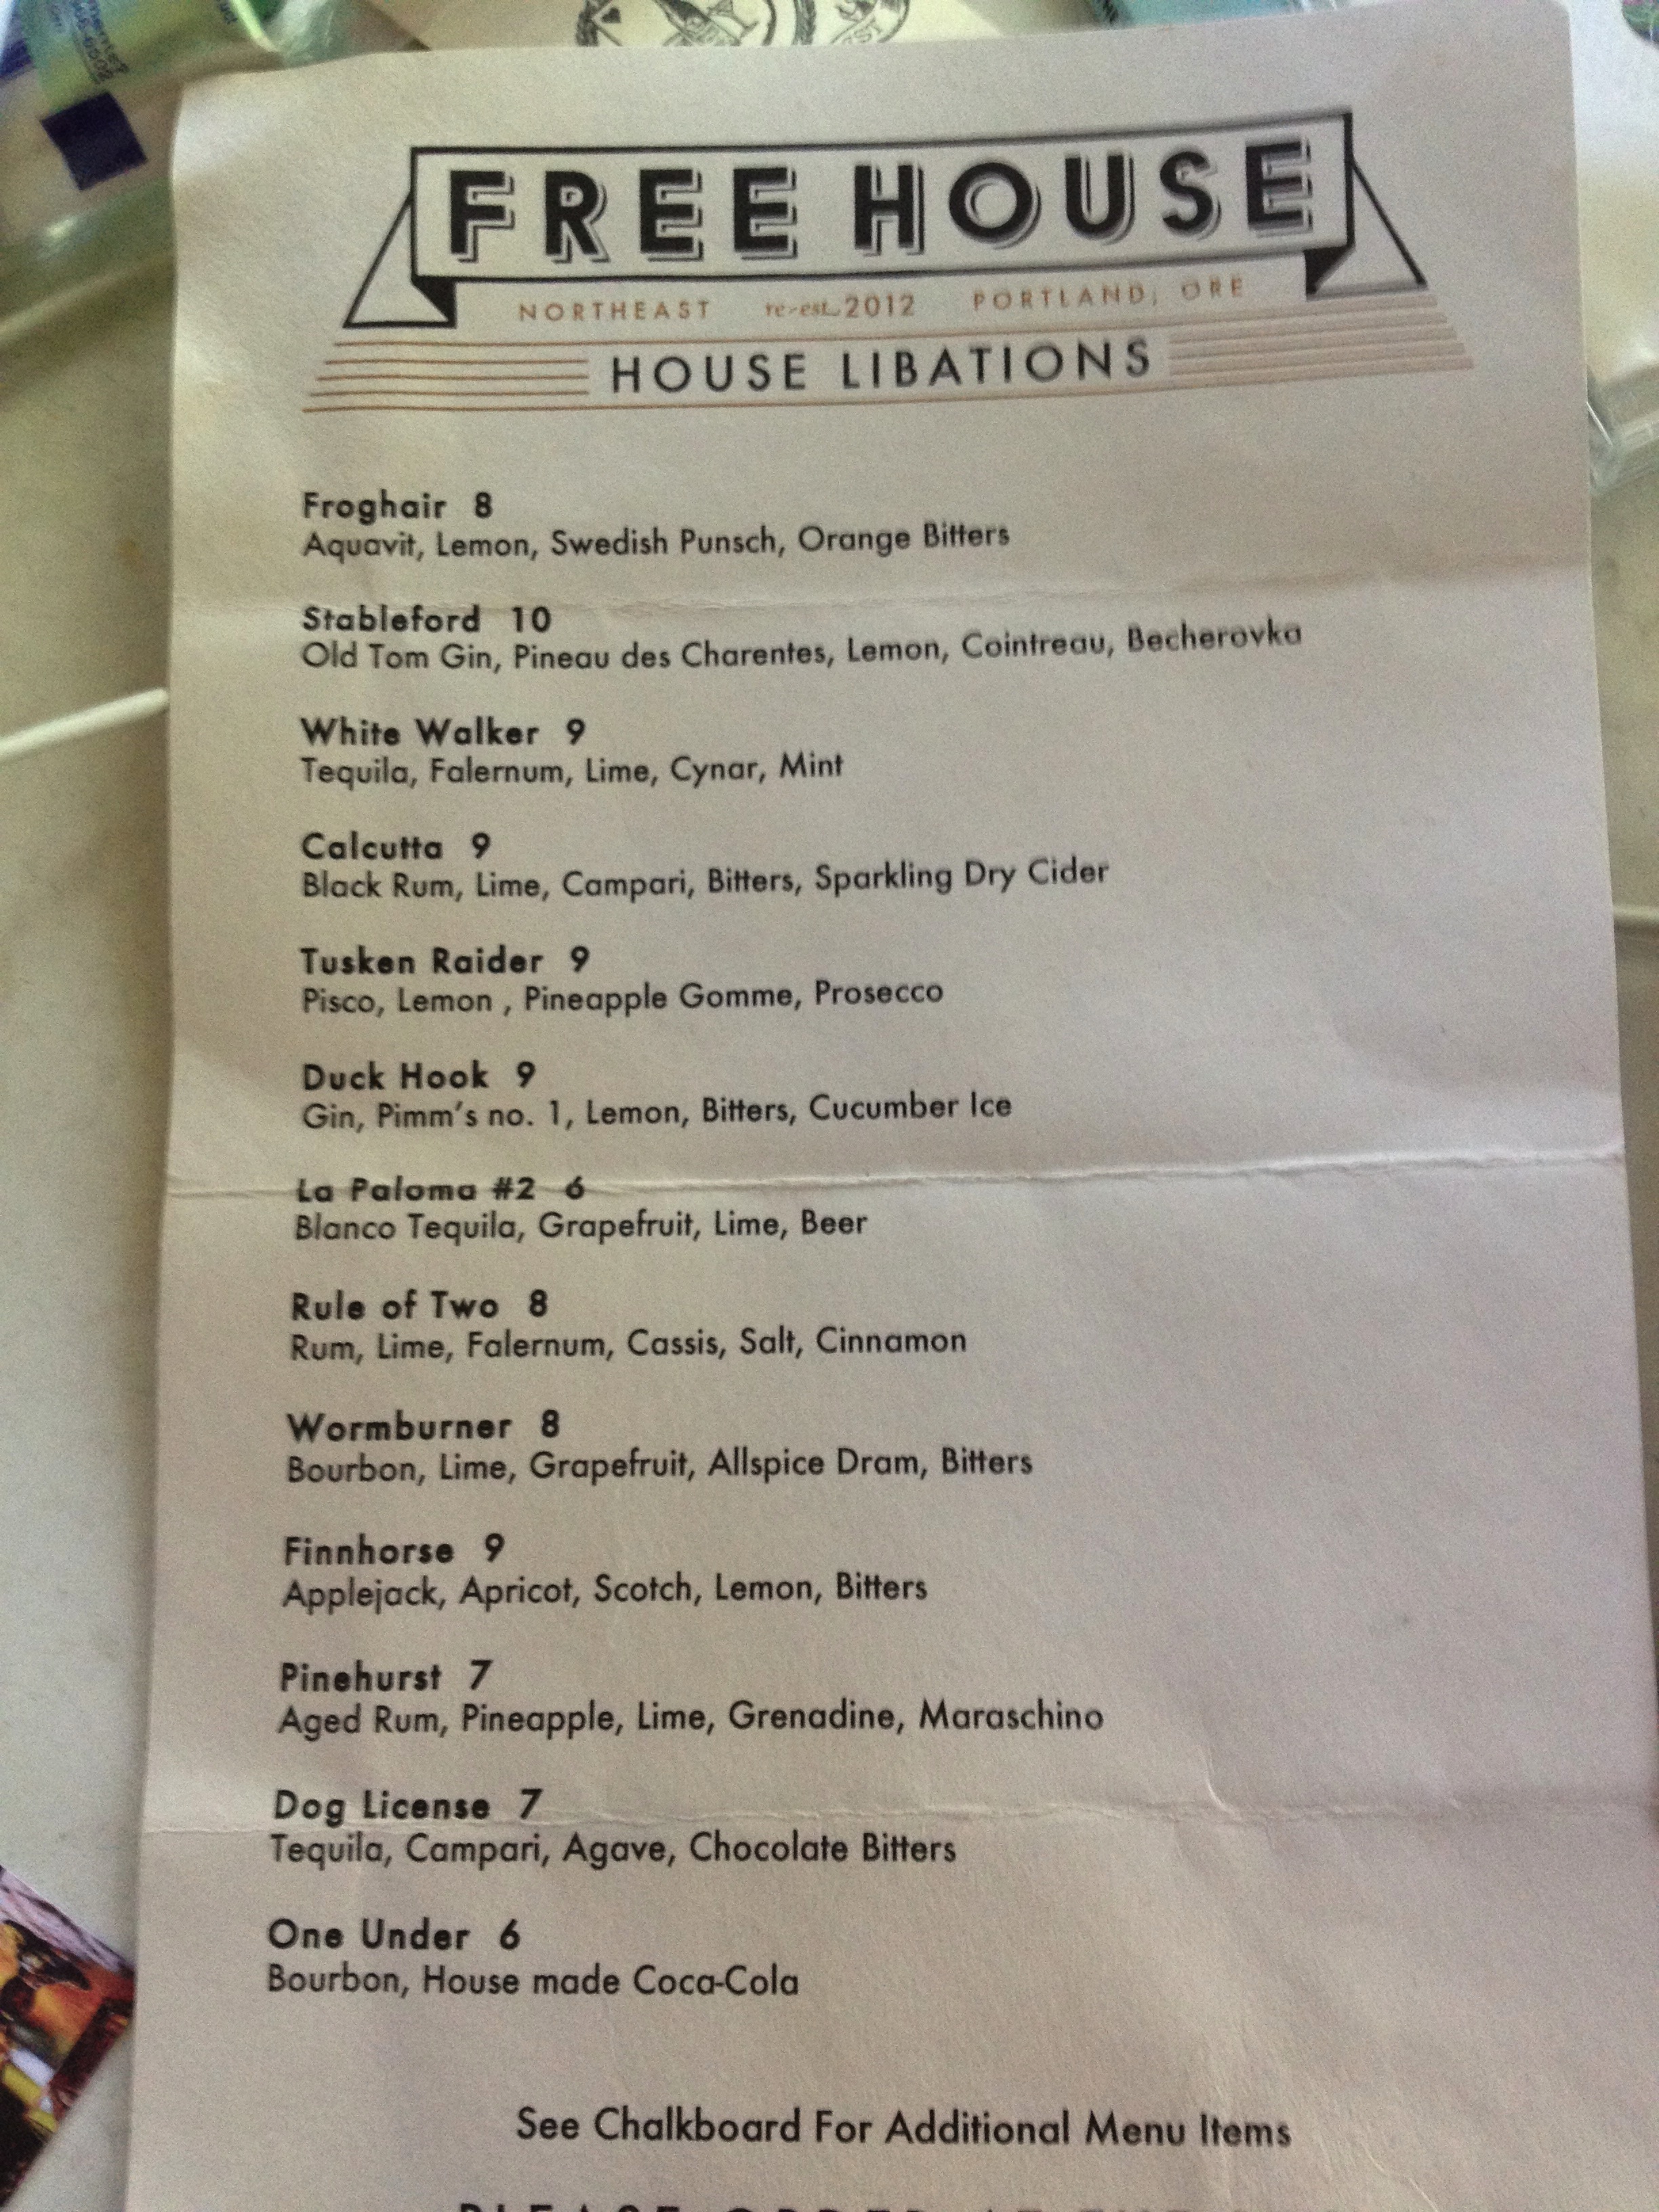 FREE HOUSE
NORTHEAST re-est. 2012 PORTLAND, ORE
HOUSE LIBATIONS
Froghair 8
Aquavit, Lemon, Swedish Punsch, Orange Bitters
Stableford 10
Old Tom Gin, Pineau des Charentes, Lemon, Cointreau, Becherovka
White Walker 9
Tequila, Falernum, Lime, Cynar, Mint
Calcutta 9
Black Rum, Lime, Campari, Bitters, Sparkling Dry Cider
Tusken Raider 9
Pisco, Lemon , Pineapple Gomme, Prosecco
Duck Hook 9
Gin, Pimm's no. 1, Lemon, Bitters, Cucumber Ice
La Paloma #2 6
Blanco Tequila, Grapefruit, Lime, Beer
Rule of Two 8
Rum, Lime, Falernum, Cassis, Salt, Cinnamon
Wormburner 8
Bourbon, Lime, Grapefruit, Allspice Dram, Bitters
Finnhorse 9
Applejack, Apricot, Scotch, Lemon, Bitters
Pinehurst 7
Aged Rum, Pineapple, Lime, Grenadine, Maraschino
Dog License 7
Tequila, Campari, Agave, Chocolate Bitters
One Under 6
Bourbon, House made Coca-Cola
See Chalkboard For Additional Menu Items